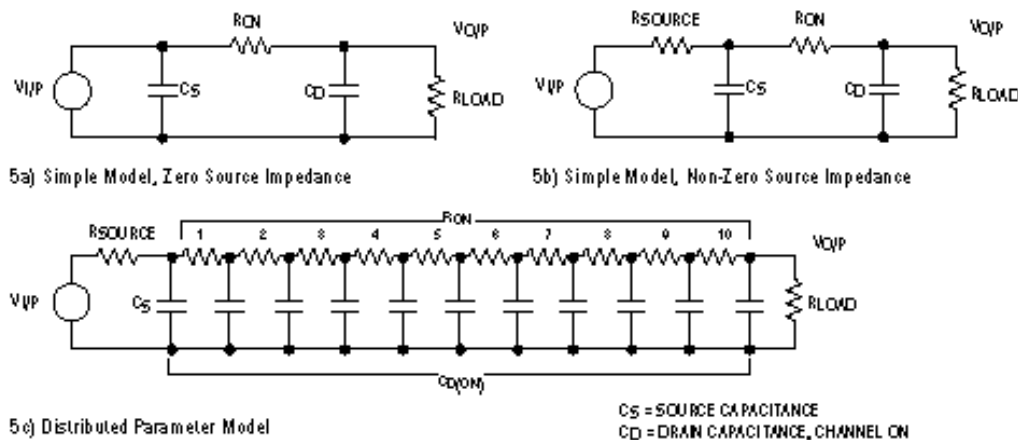 RON
VO/P
VI/P
CS
CD
RLOAD
5a) Simple Model, Zero Source Impedance
RSOURCE
RON
VO/P
VI/P
CS
CD
RLOAD
5b) Simple Model, Non-Zero Source Impedance
RON
RSOURCE
1 2 3 4 5 6 7 8 9 10
VO/P
VI/P
CS
RLOAD
CD(ON)
5c) Distributed Parameter Model
CS = SOURCE CAPACITANCE
CD = DRAIN CAPACITANCE, CHANNEL ON